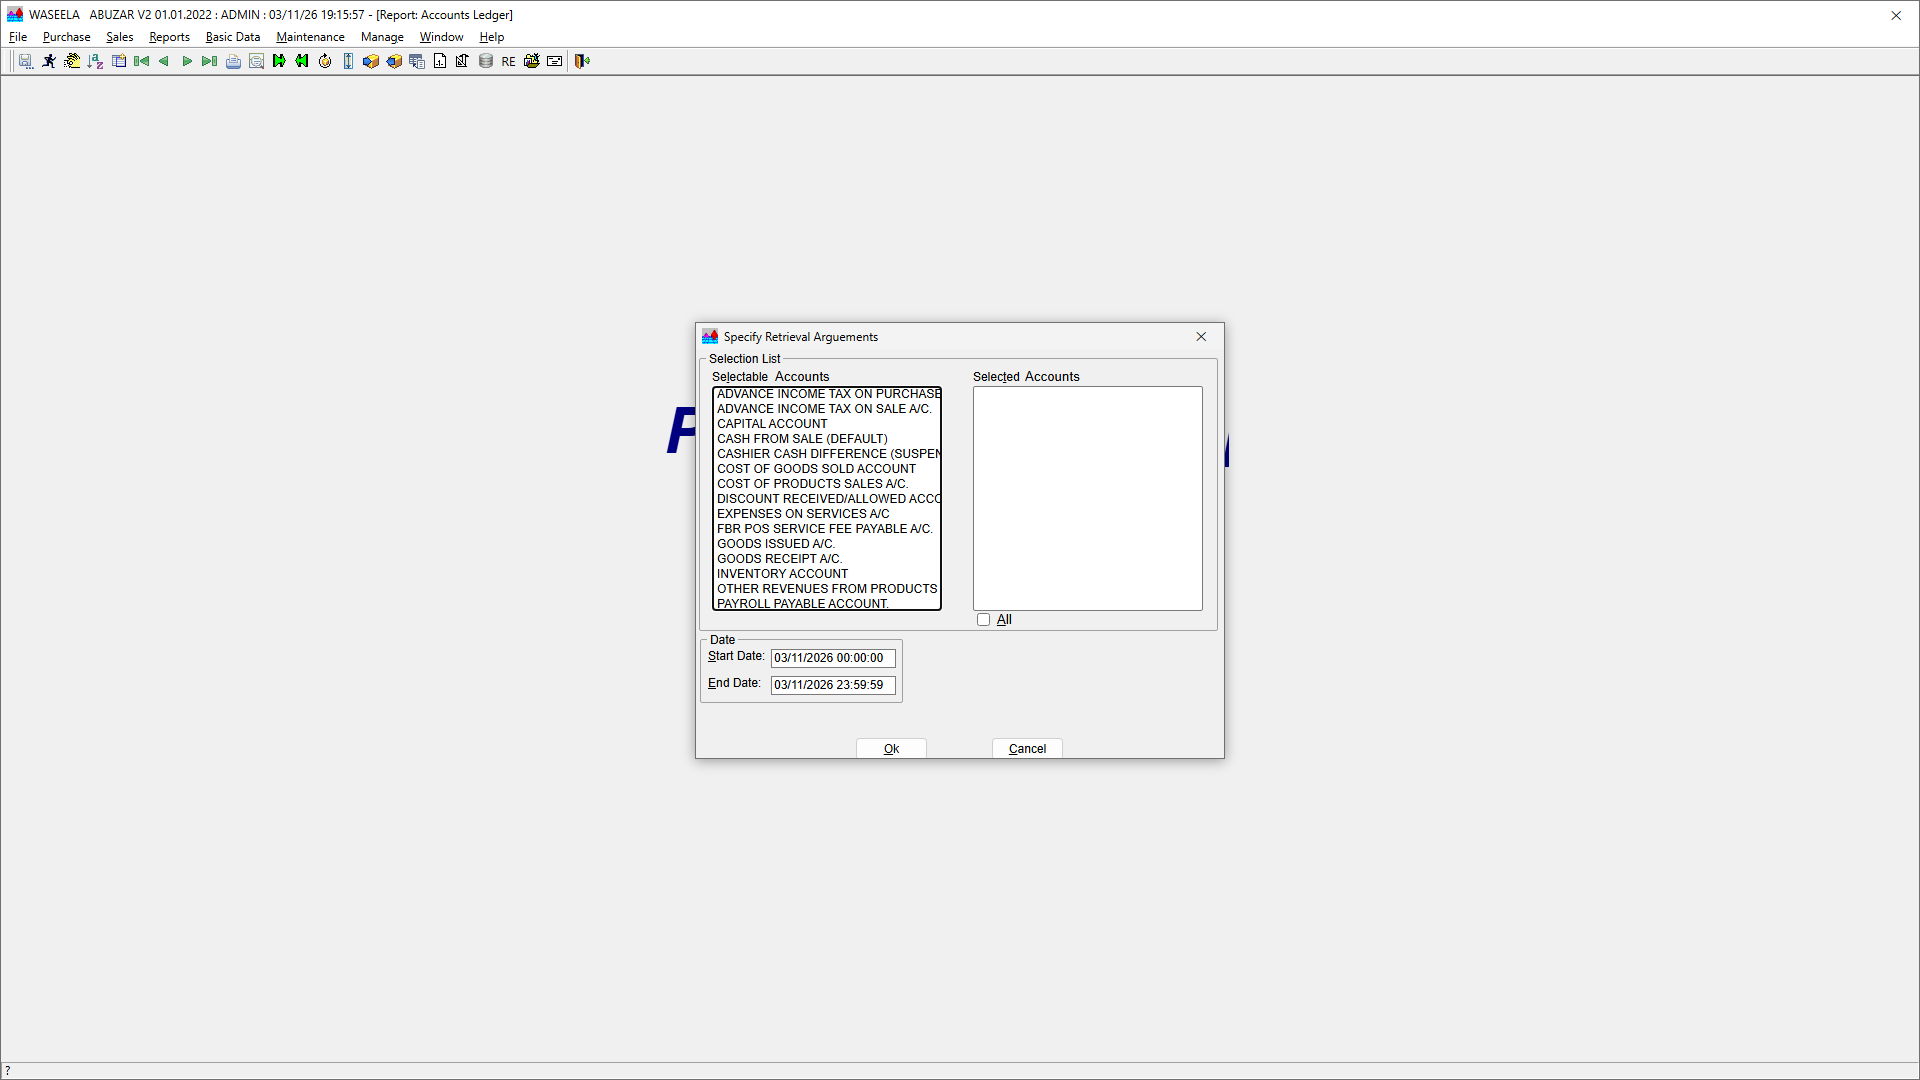 WASEELA   ABUZAR V2 01.01.2022 : ADMIN : 03/11/26 19:15:57 - [Report: Accounts Ledger]
File Purchase Sales Reports Basic Data Maintenance Manage Window Help
RE
Specify Retrieval Arguements
Selection List
Selectable Accounts
Selected Accounts
ADVANCE INCOME TAX ON PURCHASE
ADVANCE INCOME TAX ON SALE A/C.
CAPITAL ACCOUNT
CASH FROM SALE (DEFAULT)
CASHIER CASH DIFFERENCE (SUSPEN
COST OF GOODS SOLD ACCOUNT
COST OF PRODUCTS SALES A/C.
DISCOUNT RECEIVED/ALLOWED ACCO
EXPENSES ON SERVICES A/C
FBR POS SERVICE FEE PAYABLE A/C.
GOODS ISSUED A/C.
GOODS RECEIPT A/C.
INVENTORY ACCOUNT
OTHER REVENUES FROM PRODUCTS
PAYROLL PAYABLE ACCOUNT.
All
Date
Start Date: 03/11/2026 00:00:00
End Date: 03/11/2026 23:59:59
Ok
Cancel
?